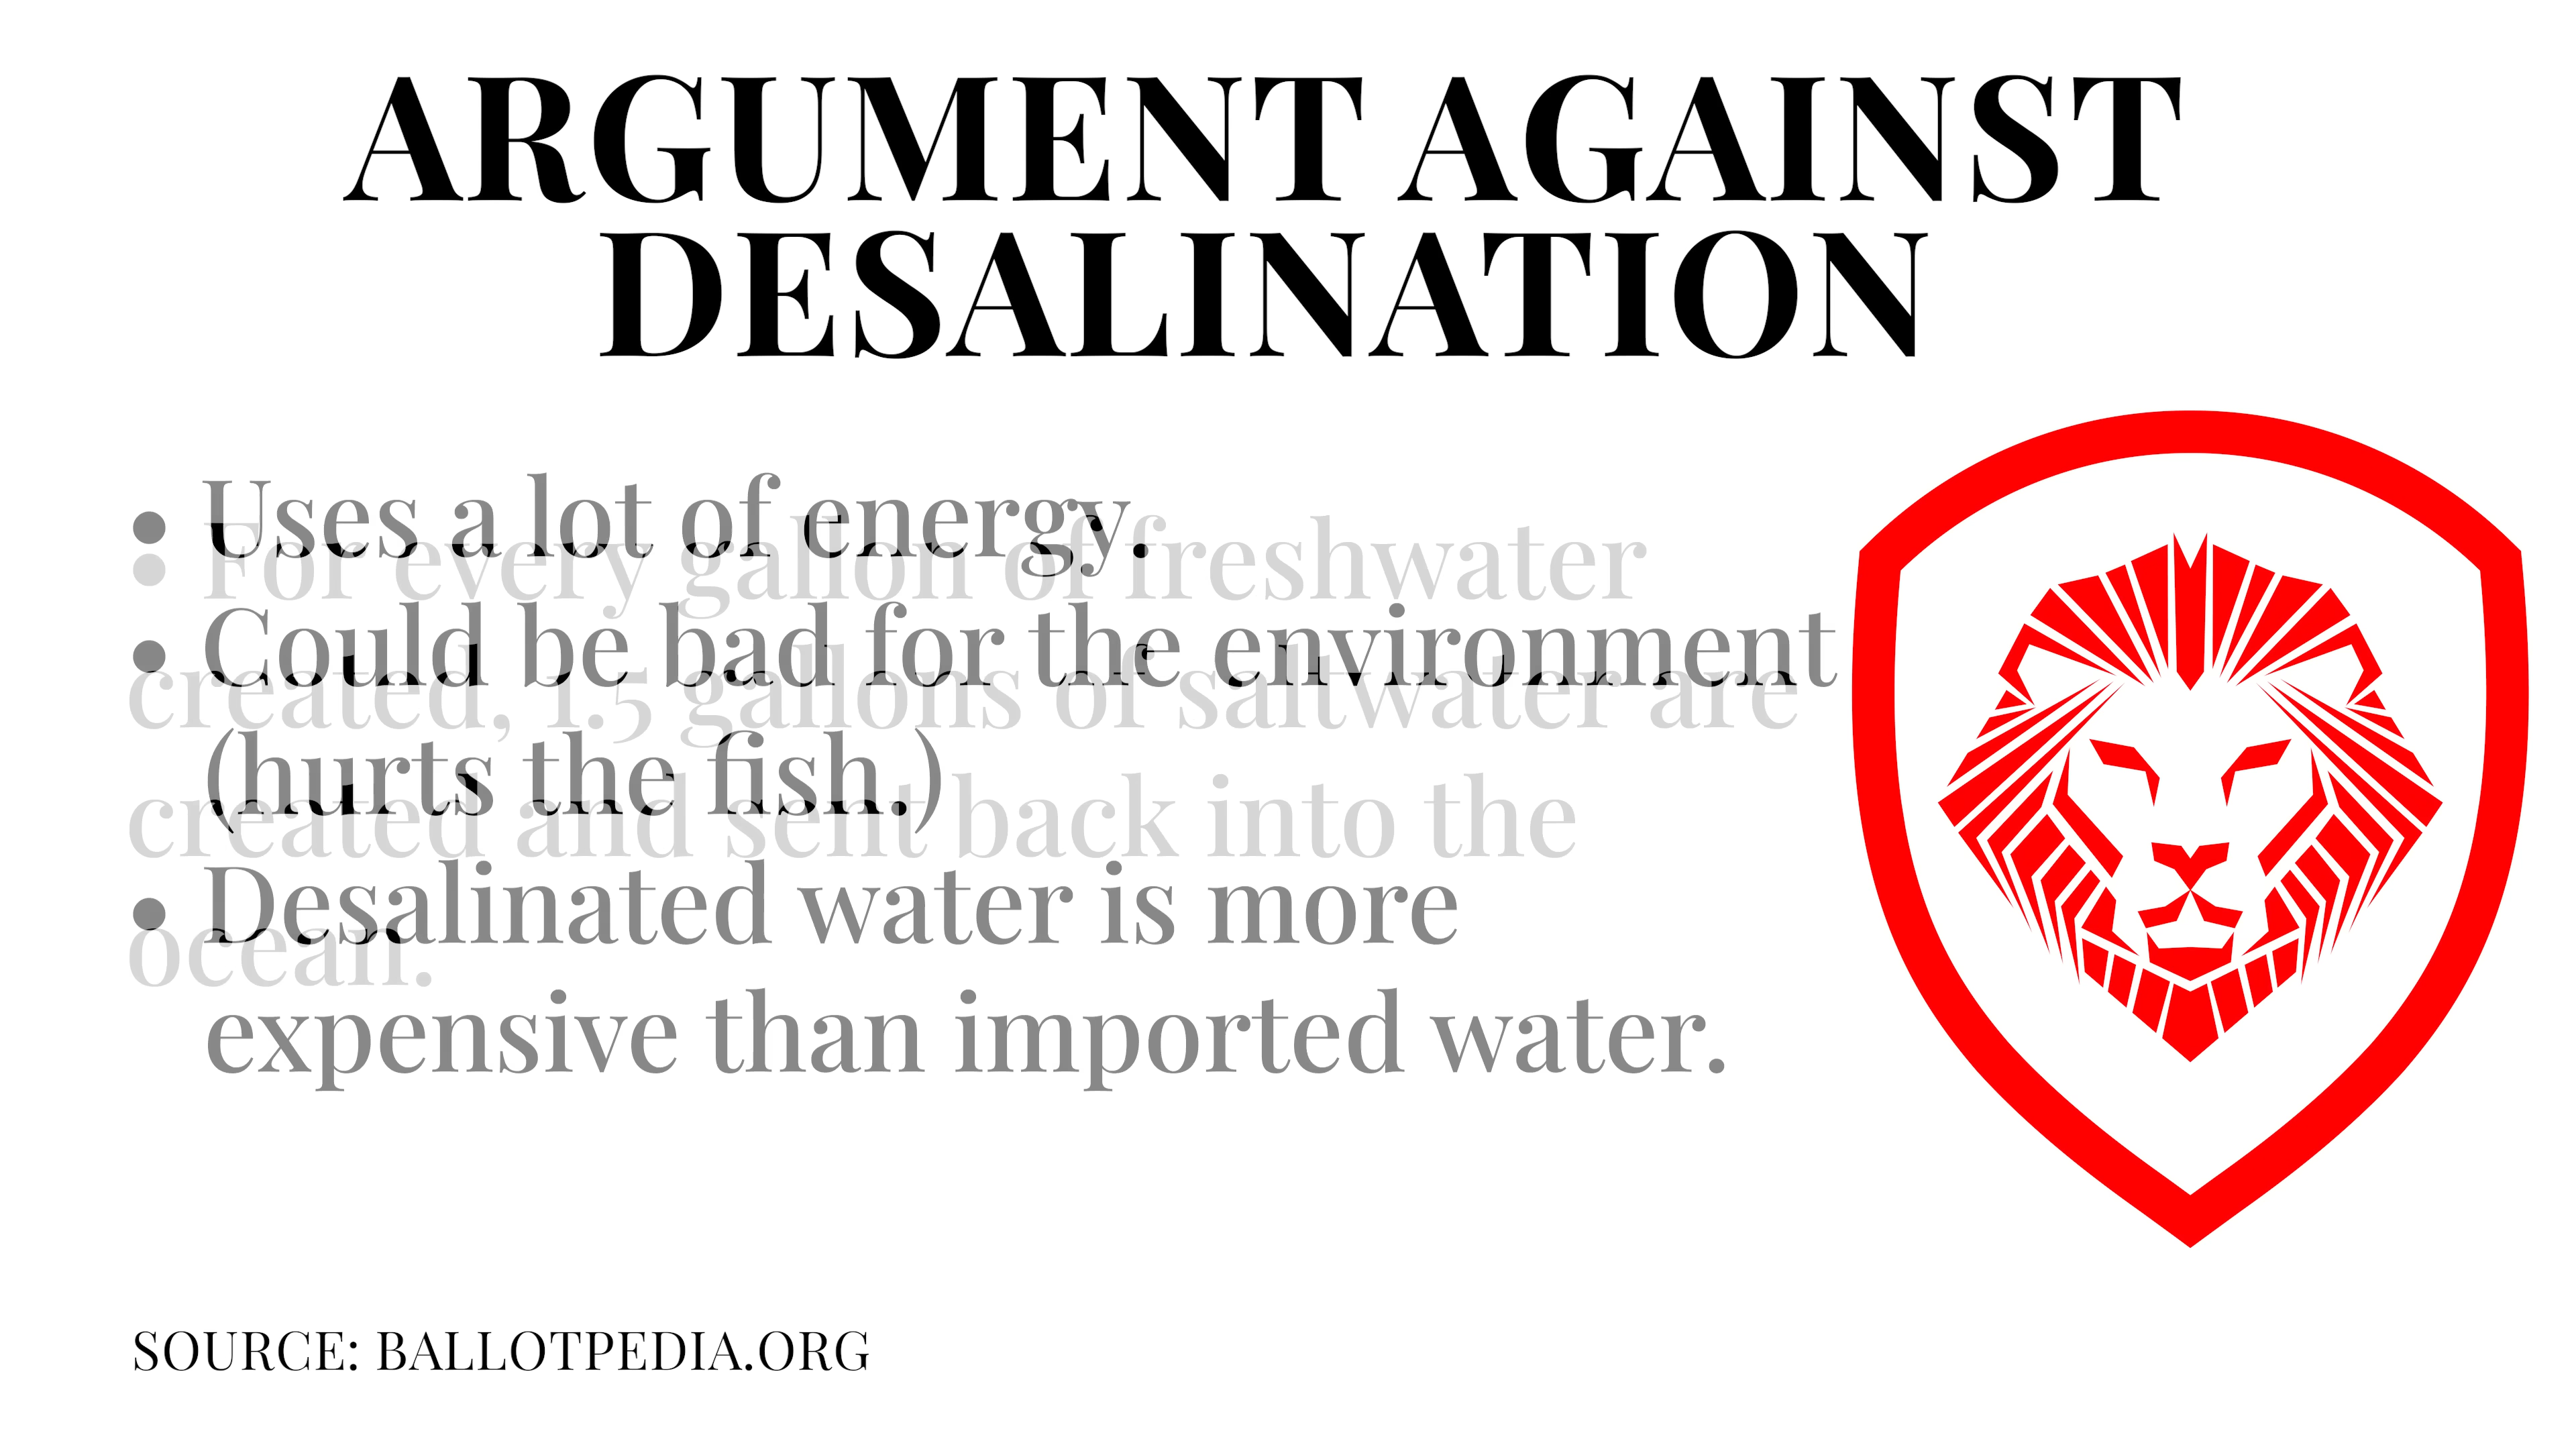 ARGUMENT AGAINST
DESALINATION
• Uses a lot of energy.
• Could be bad for the environment
(hurts the fish.)
• Desalinated water is more
expensive than imported water.
• For every gallon of freshwater
created, 1.5 gallons of saltwater are
created and sent back into the
ocean.
SOURCE: BALLOTPEDIA.ORG